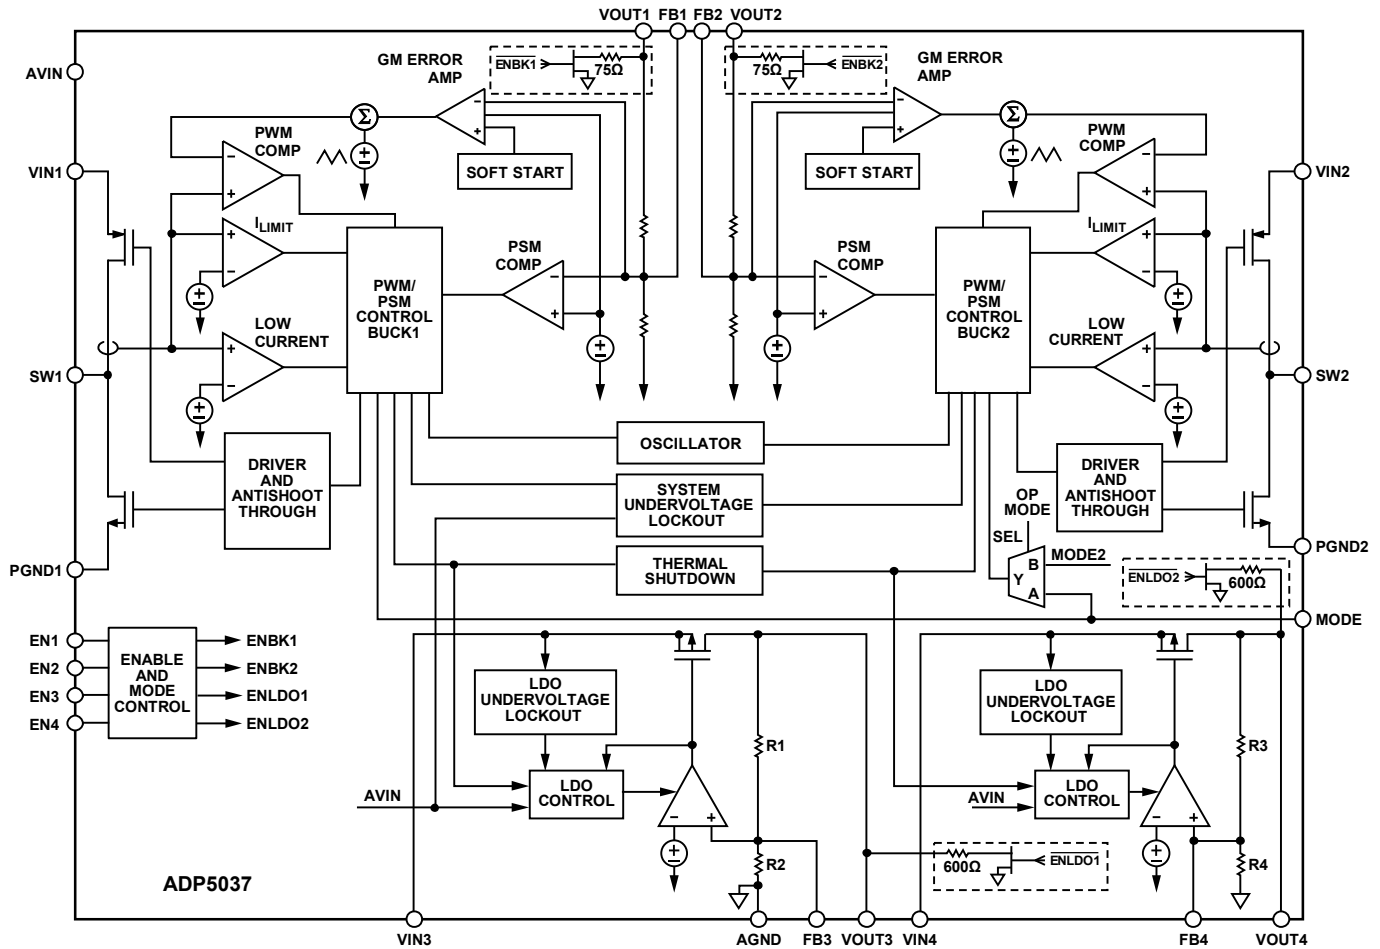 VOUT1 FB1 FB2 VOUT2
AVIN
GM ERROR
AMP
ENBK1
75Ω
75Ω
ENBK2
GM ERROR
AMP
Σ
Σ
PWM
COMP
PWM
COMP
SOFT START
SOFT START
VIN1
VIN2
ILIMIT
ILIMIT
PSM
COMP
PSM
COMP
PWM/
PSM
CONTROL
BUCK1
PWM/
PSM
CONTROL
BUCK2
LOW
CURRENT
LOW
CURRENT
SW1
SW2
OSCILLATOR
DRIVER
AND
ANTISHOOT
THROUGH
DRIVER
AND
ANTISHOOT
THROUGH
SYSTEM
UNDERVOLTAGE
LOCKOUT
OP
MODE
SEL
PGND1
PGND2
THERMAL
SHUTDOWN
B
Y
A
MODE2
ENLDO2
600Ω
MODE
EN1
EN2
EN3
EN4
ENABLE
AND
MODE
CONTROL
ENBK1
ENBK2
ENLDO1
ENLDO2
LDO
UNDERVOLTAGE
LOCKOUT
LDO
UNDERVOLTAGE
LOCKOUT
R1
R3
AVIN
LDO
CONTROL
AVIN
LDO
CONTROL
R2
600Ω
ENLDO1
R4
ADP5037
VIN3
AGND
FB3
VOUT3
VIN4
FB4
VOUT4